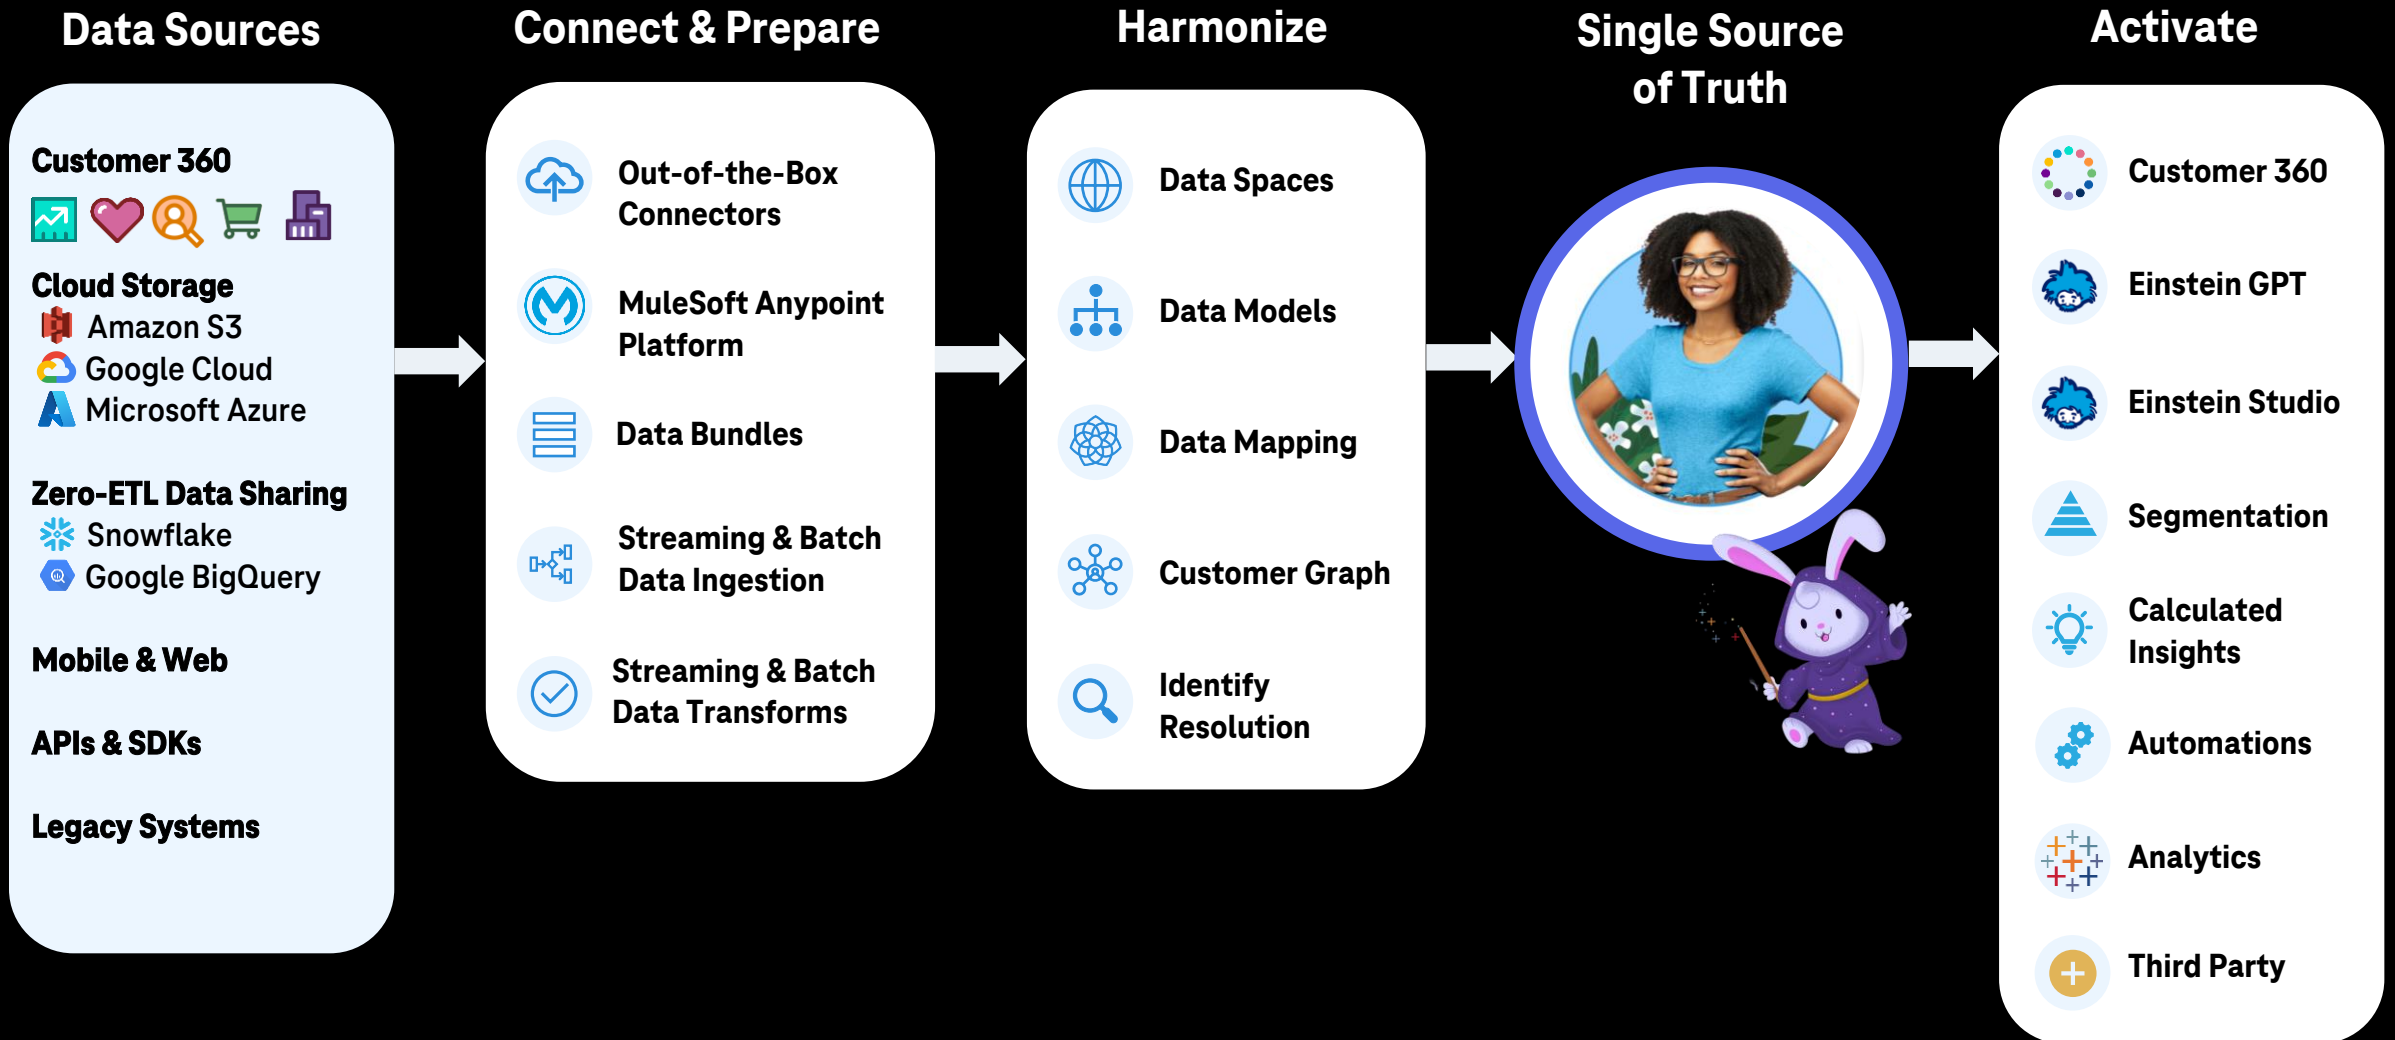 Data Sources
Customer 360
Cloud Storage
Amazon S3
Google Cloud
Microsoft Azure
Zero-ETL Data Sharing
Snowflake
Google BigQuery
Mobile & Web
APIs & SDKs
Legacy Systems
Connect & Prepare
Out-of-the-Box
Connectors
MuleSoft Anypoint
Platform
Data Bundles
Streaming & Batch
Data Ingestion
Streaming & Batch
Data Transforms
Harmonize
Data Spaces
Data Models
Data Mapping
Customer Graph
Identify
Resolution
Single Source
of Truth
Activate
Customer 360
Einstein GPT
Einstein Studio
Segmentation
Calculated
Insights
Automations
Analytics
Third Party